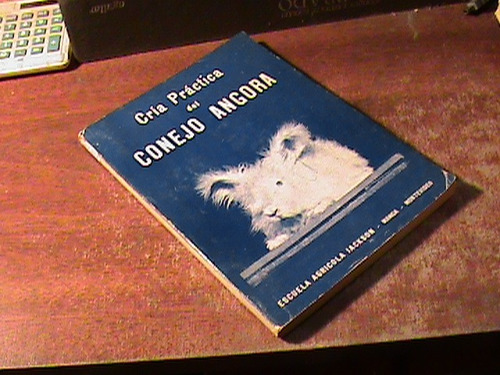 Cría Práctica
del
CONEJO ANGORA
ESCUELA AGRICOLA JACKSON - MANGA - MONTEVIDEO